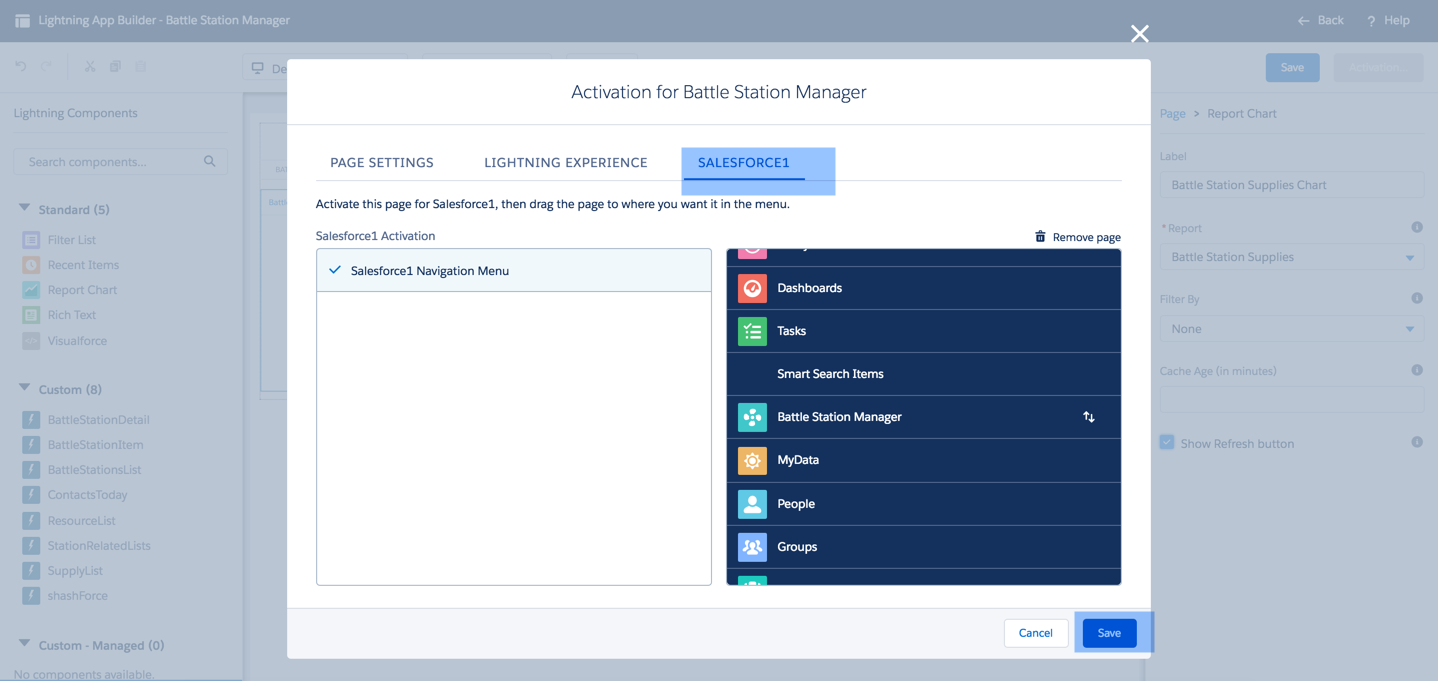 Lightning App Builder - Battle Station Manager
Back
? Help
De
Save
Activation...
Lightning Components
Search components...
Standard (5)
Filter List
Recent Items
Report Chart
Rich Text
Visualforce
Custom (8)
BattleStationDetail
BattleStationItem
BattleStationsList
ContactsToday
ResourceList
StationRelatedLists
SupplyList
shashForce
Custom - Managed (0)
No components available.
Activation for Battle Station Manager
PAGE SETTINGS
LIGHTNING EXPERIENCE
SALESFORCE1
Activate this page for Salesforce1, then drag the page to where you want it in the menu.
Salesforce1 Activation
Remove page
Salesforce1 Navigation Menu
Dashboards
Tasks
Smart Search Items
Battle Station Manager
MyData
People
Groups
Cancel
Save
Page > Report Chart
Label
Battle Station Supplies Chart
* Report
Battle Station Supplies
Filter By
None
Cache Age (in minutes)
Show Refresh button